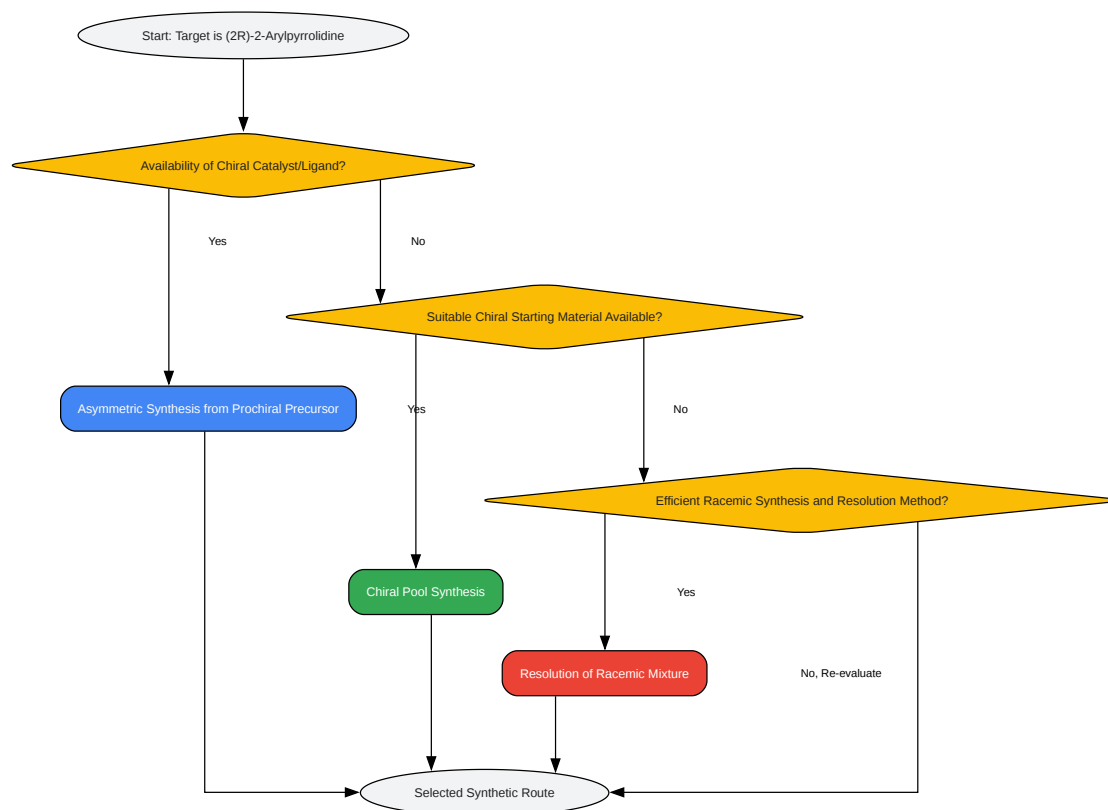 Start: Target is (2R)-2-Arylpyrrolidine
Availability of Chiral Catalyst/Ligand?
Yes
No
Suitable Chiral Starting Material Available?
Asymmetric Synthesis from Prochiral Precursor
Yes
No
Efficient Racemic Synthesis and Resolution Method?
Chiral Pool Synthesis
Yes
Resolution of Racemic Mixture
No, Re-evaluate
Selected Synthetic Route